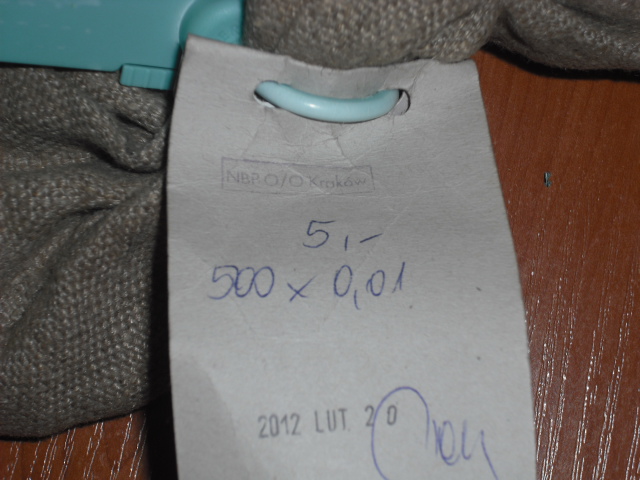 NBP O/O Kraków
5,-
500 x 0,01
2012 LUT. 20